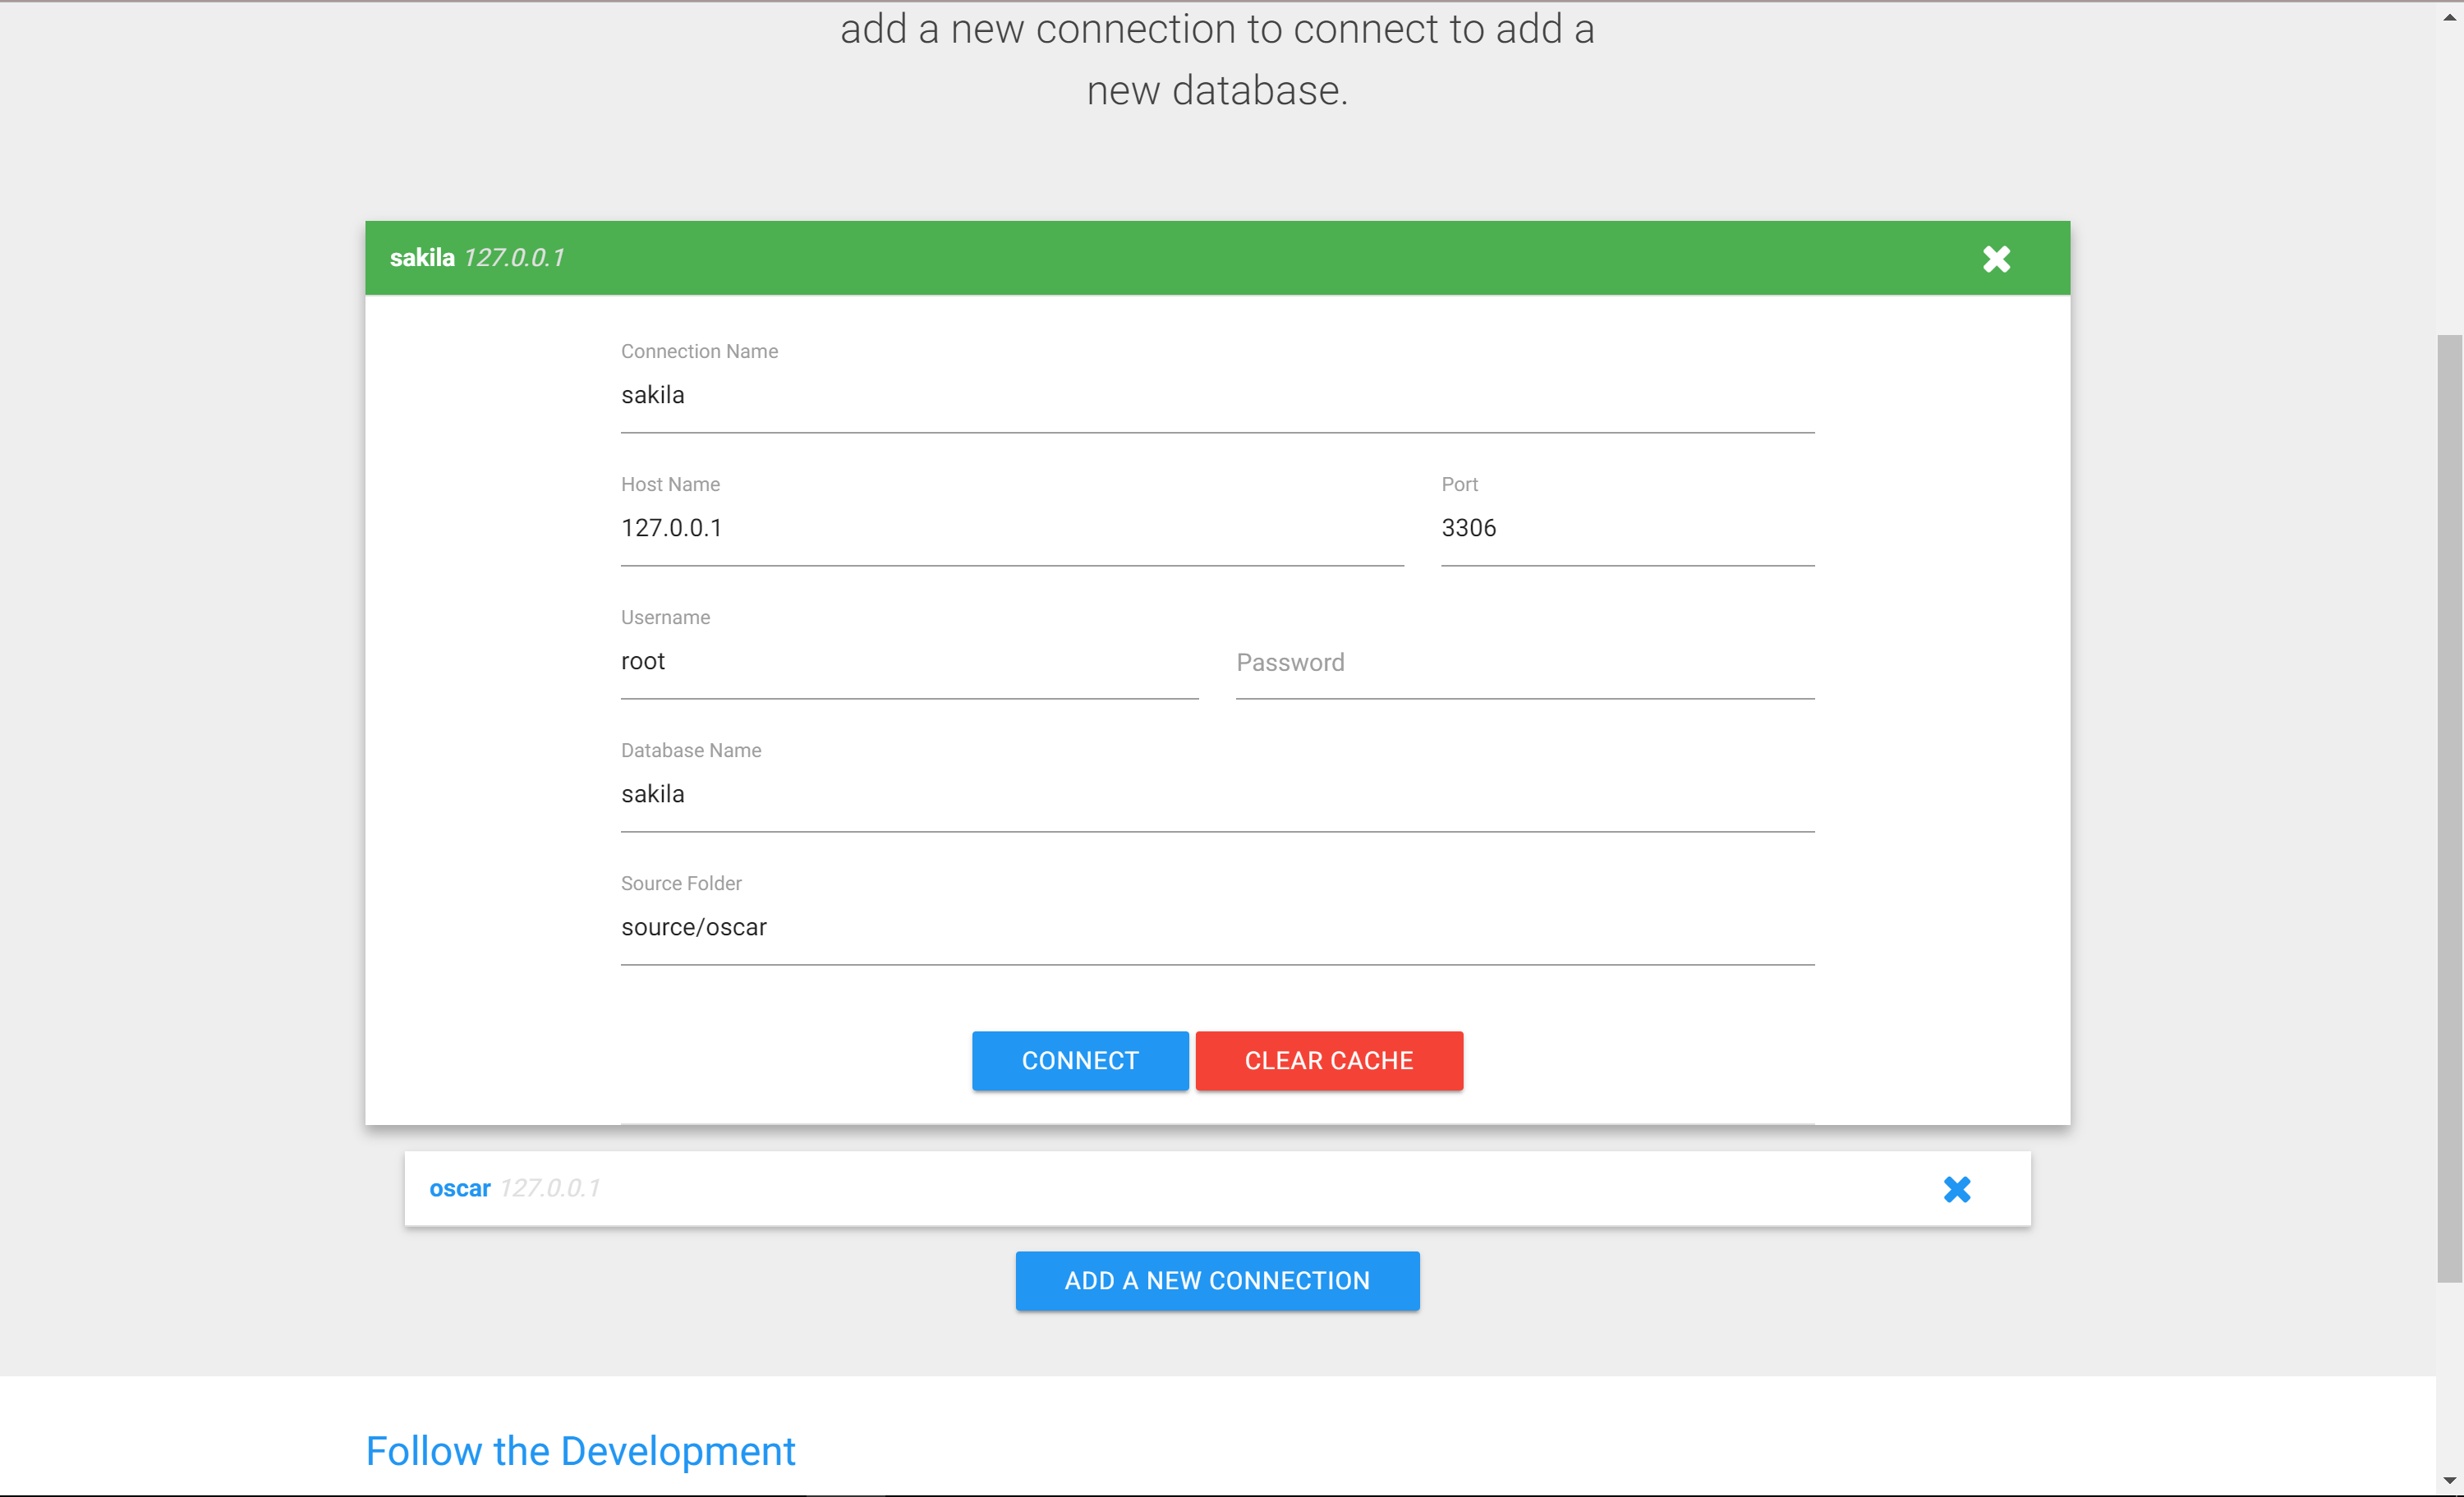 add a new connection to connect to add a
new database.
sakila 127.0.0.1
Connection Name
sakila
Host Name
Port
127.0.0.1
3306
Username
root
Password
Database Name
sakila
Source Folder
source/oscar
CONNECT
CLEAR CACHE
oscar 127.0.0.1
ADD A NEW CONNECTION
Follow the Development